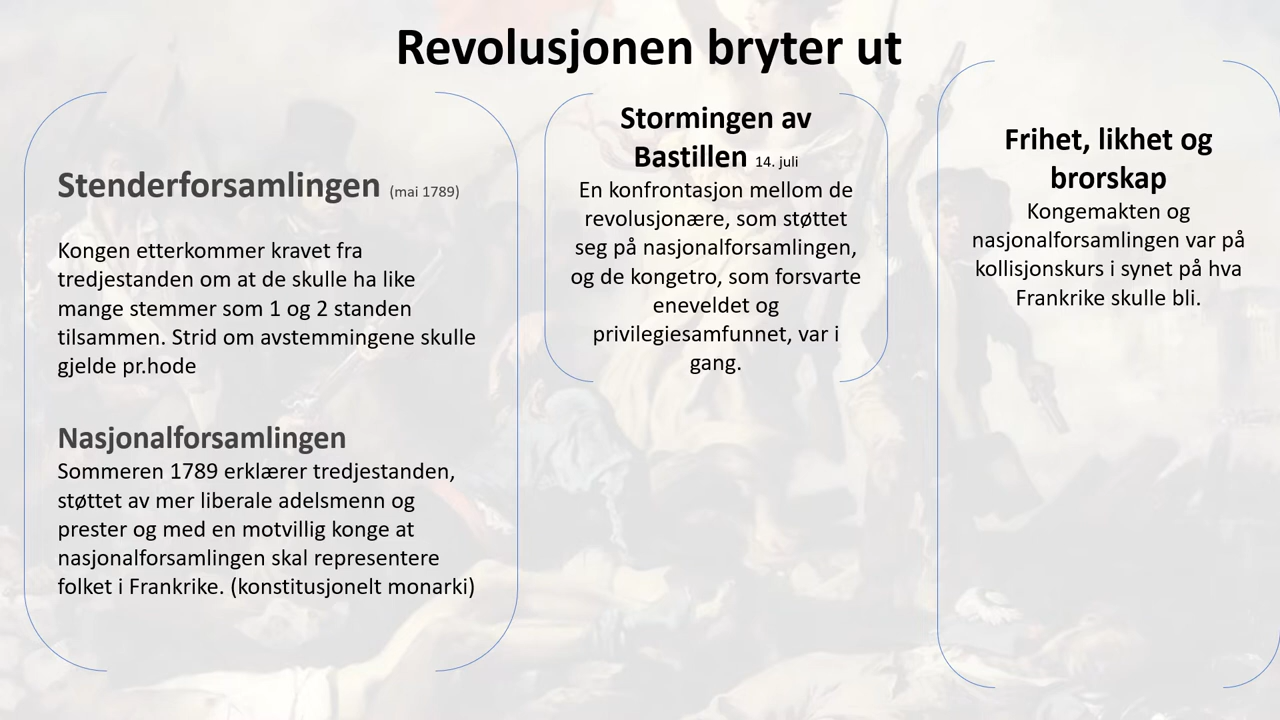 Revolusjonen bryter ut
Stenderforsamlingen (mai 1789)
Kongen etterkommer kravet fra
tredjestanden om at de skulle ha like
mange stemmer som 1 og 2 standen
tilsammen. Strid om avstemmingene skulle
gjelde pr.hode
Nasjonalforsamlingen
Sommeren 1789 erklærer tredjestanden,
støttet av mer liberale adelsmenn og
prester og med en motvillig konge at
nasjonalforsamlingen skal representere
folket i Frankrike. (konstitusjonelt monarki)
Stormingen av
Bastillen 14. juli
En konfrontasjon mellom de
revolusjonære, som støttet
seg på nasjonalforsamlingen,
og de kongetro, som forsvarte
eneveldet og
privilegiesamfunnet, var i
gang.
Frihet, likhet og
brorskap
Kongemakten og
nasjonalforsamlingen var på
kollisjonskurs i synet på hva
Frankrike skulle bli.